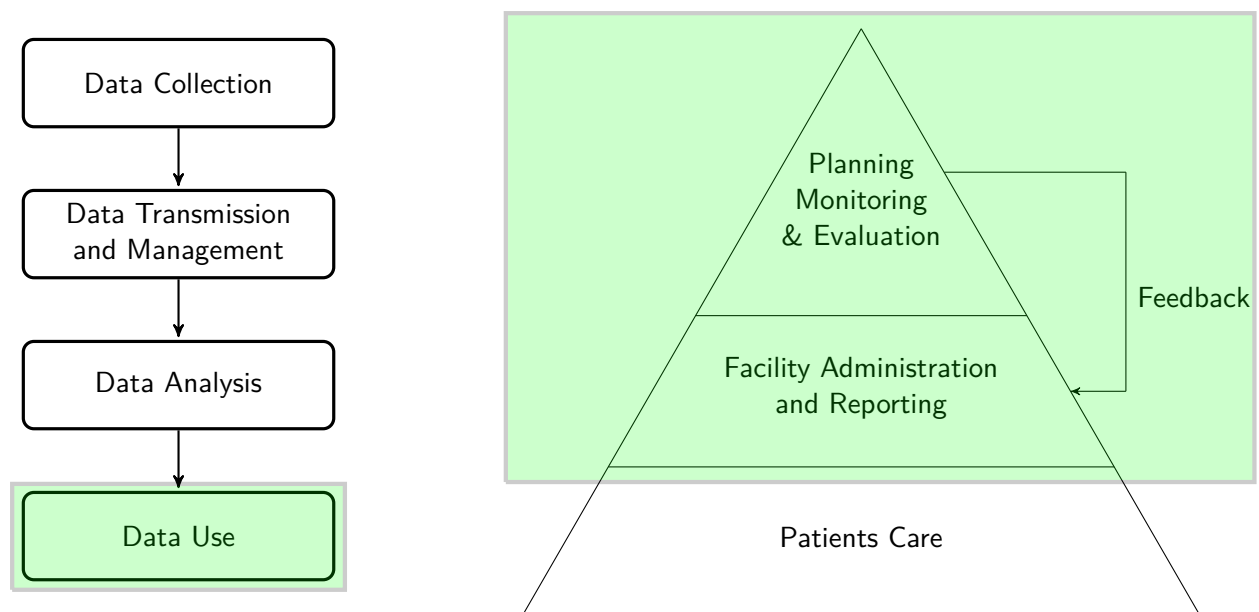 Data Collection
Data Transmission
and Management
Data Analysis
Data Use
Planning
Monitoring
& Evaluation
Feedback
Facility Administration
and Reporting
Patients Care